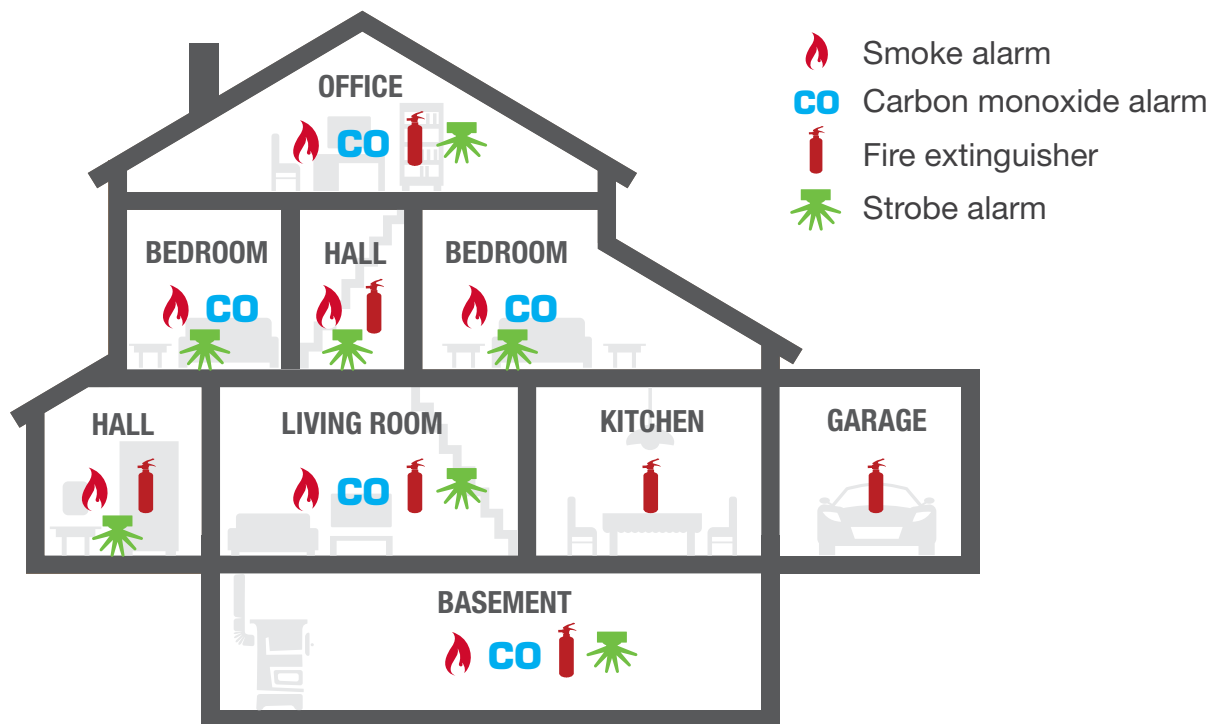 Smoke alarm
CO Carbon monoxide alarm
Fire extinguisher
Strobe alarm
OFFICE
CO
BEDROOM
CO
HALL
BEDROOM
CO
HALL
LIVING ROOM
CO
KITCHEN
GARAGE
BASEMENT
CO